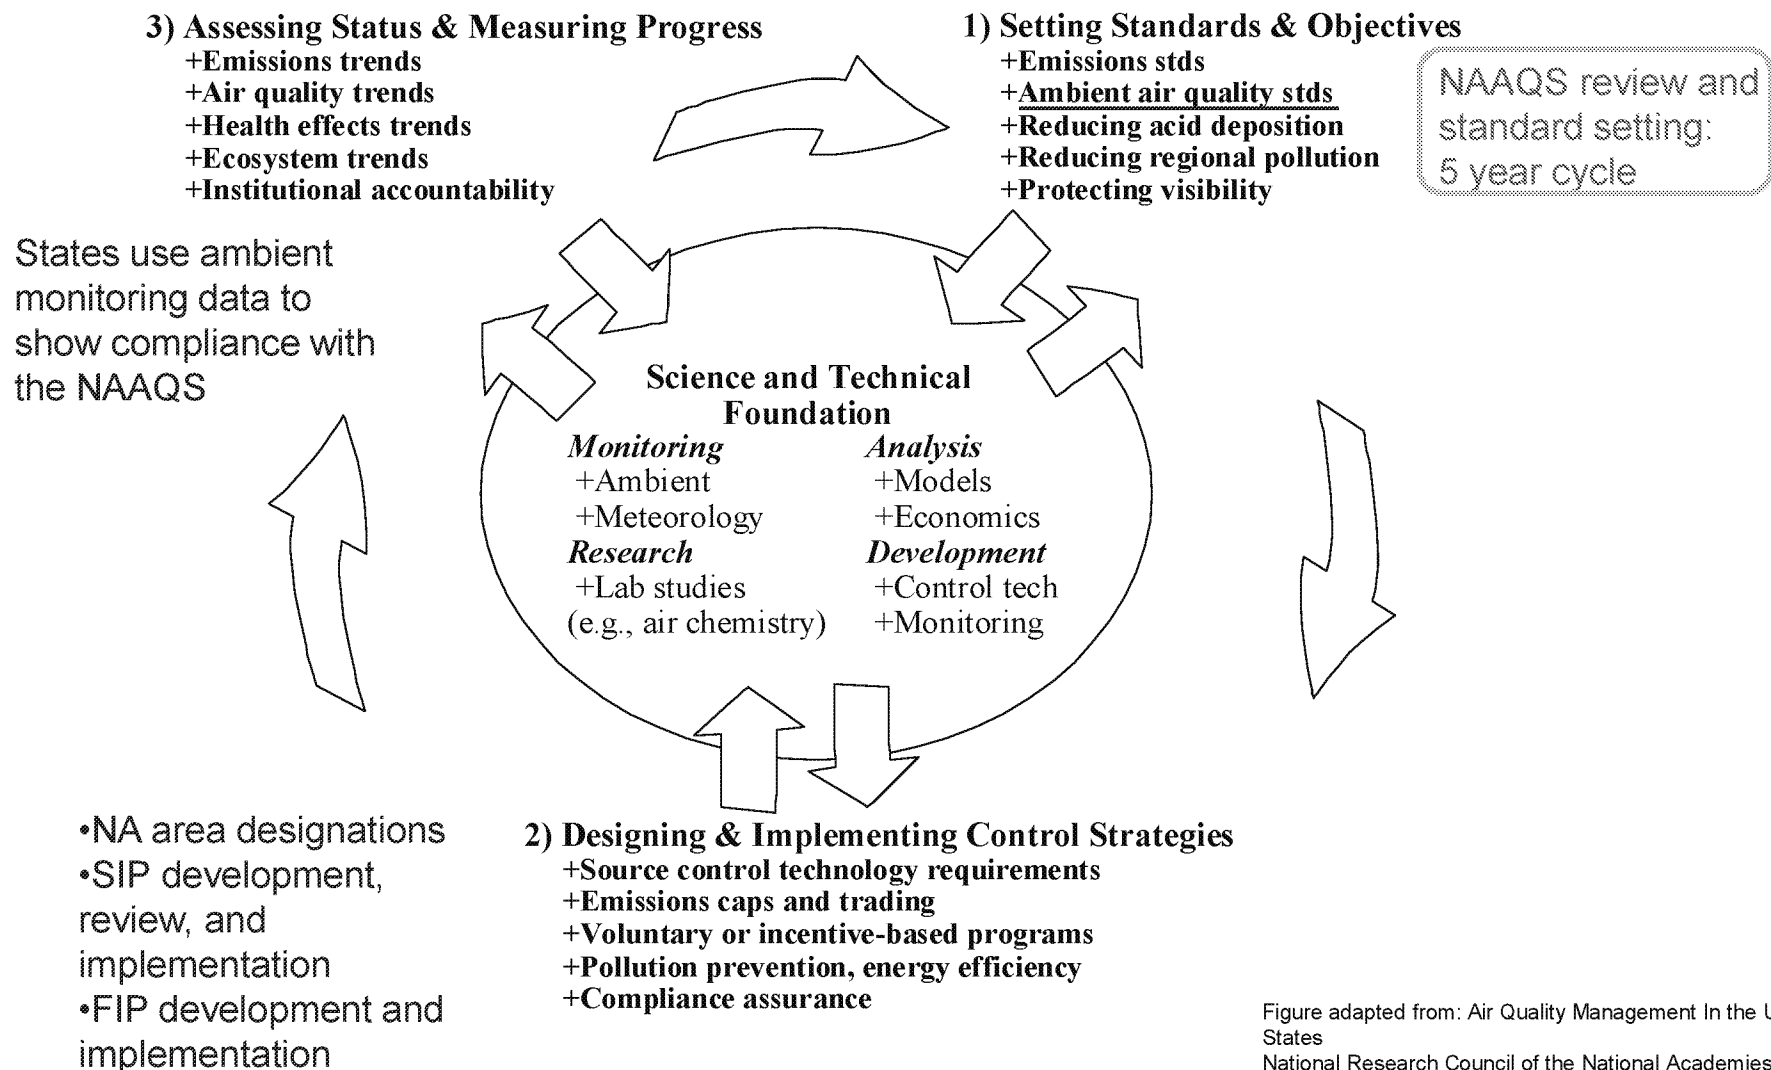 3) Assessing Status & Measuring Progress
+Emissions trends
+Air quality trends
+Health effects trends
+Ecosystem trends
+Institutional accountability
1) Setting Standards & Objectives
+Emissions stds
+Ambient air quality stds
+Reducing acid deposition
+Reducing regional pollution
+Protecting visibility
NAAQS review and
standard setting:
5 year cycle
States use ambient
monitoring data to
show compliance with
the NAAQS
Science and Technical
Foundation
Monitoring
+Ambient
+Meteorology
Research
+Lab studies
(e.g., air chemistry)
Analysis
+Models
+Economics
Development
+Control tech
+Monitoring
•NA area designations
•SIP development,
review, and
implementation
•FIP development and
implementation
2) Designing & Implementing Control Strategies
+Source control technology requirements
+Emissions caps and trading
+Voluntary or incentive-based programs
+Pollution prevention, energy efficiency
+Compliance assurance
Figure adapted from: Air Quality Management In the
States
National Research Council of the National Academies